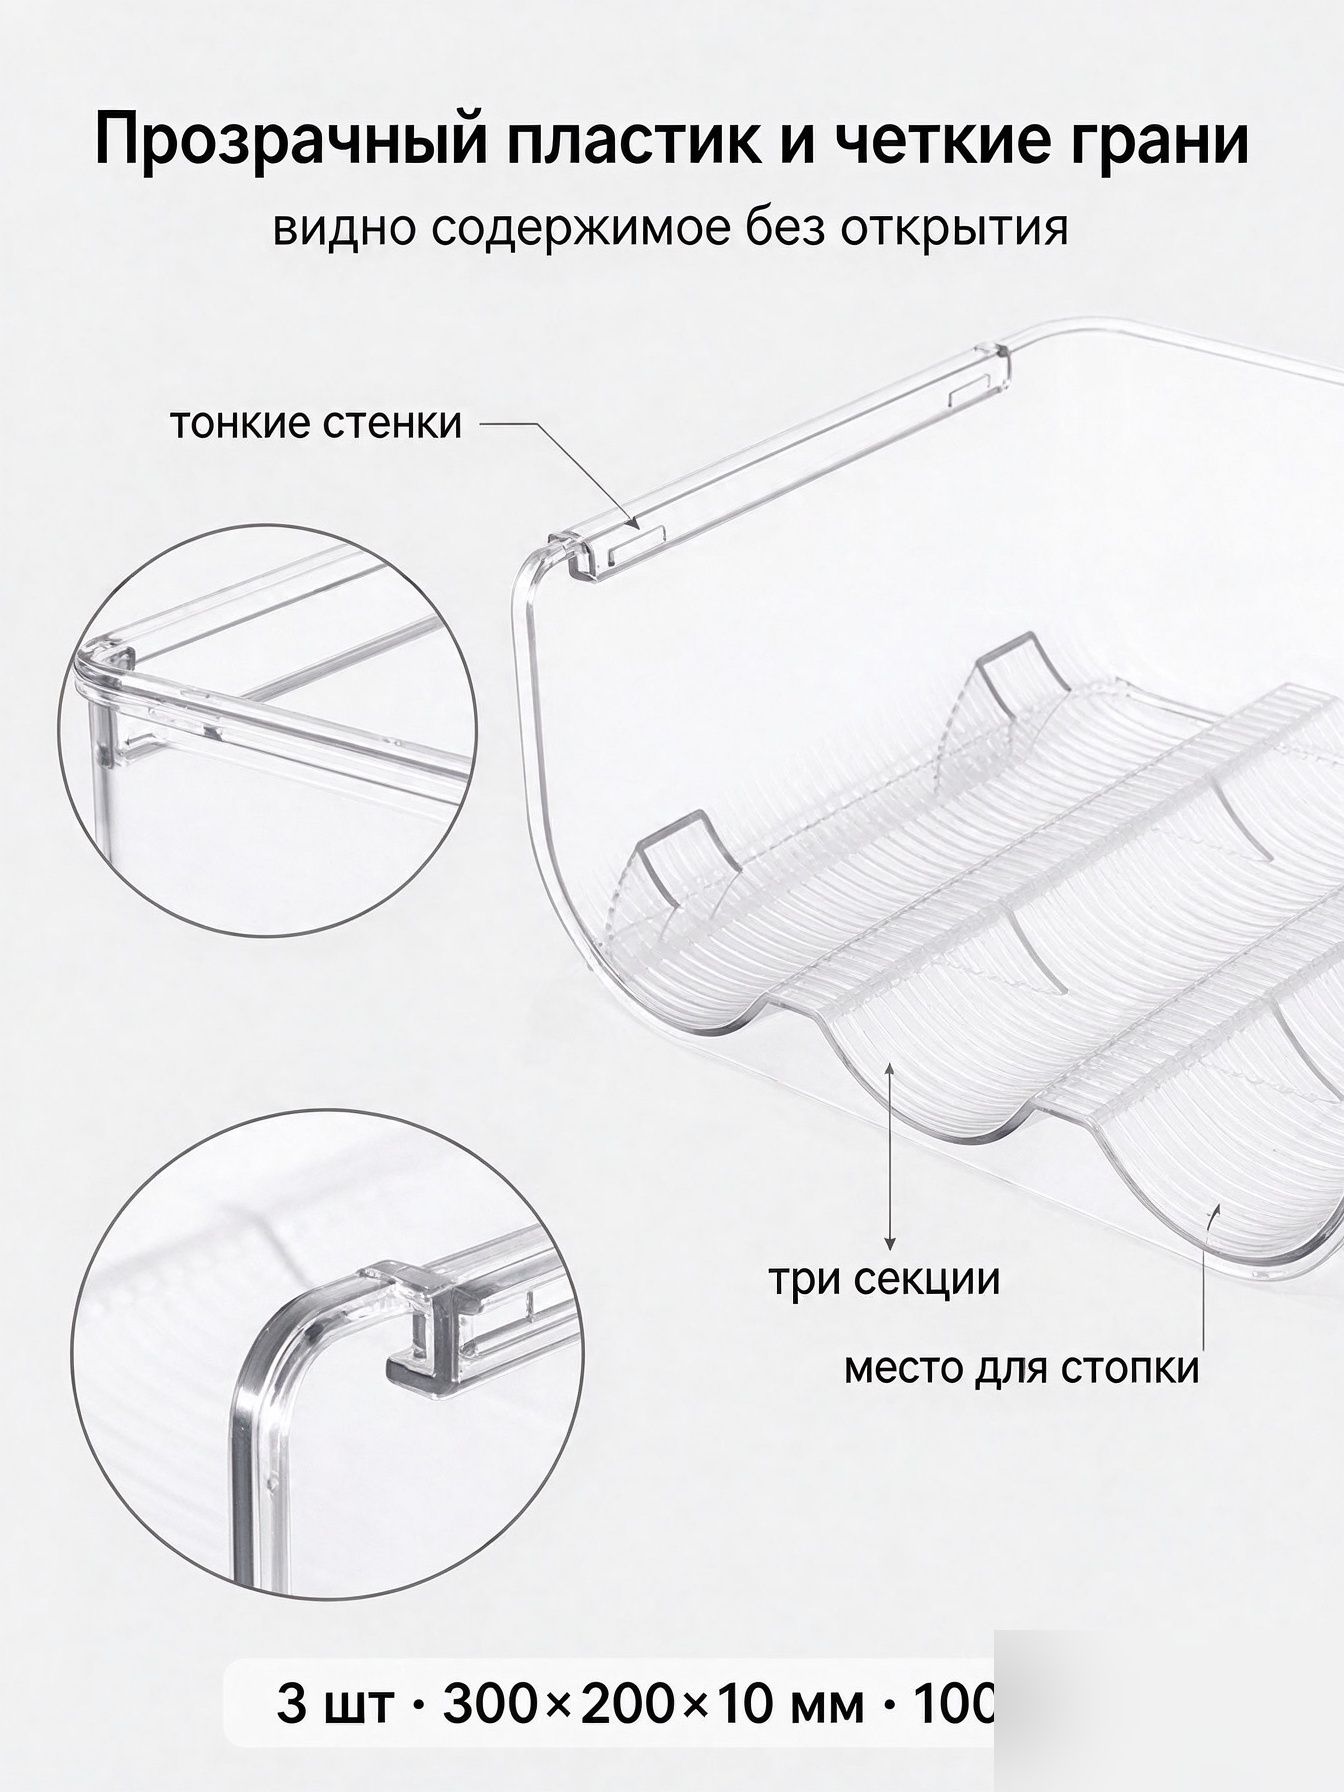 Прозрачный пластик и четкие грани
видно содержимое без открытия
тонкие стенки
три секции
место для стопки
3 шт · 300×200×10 мм · 100